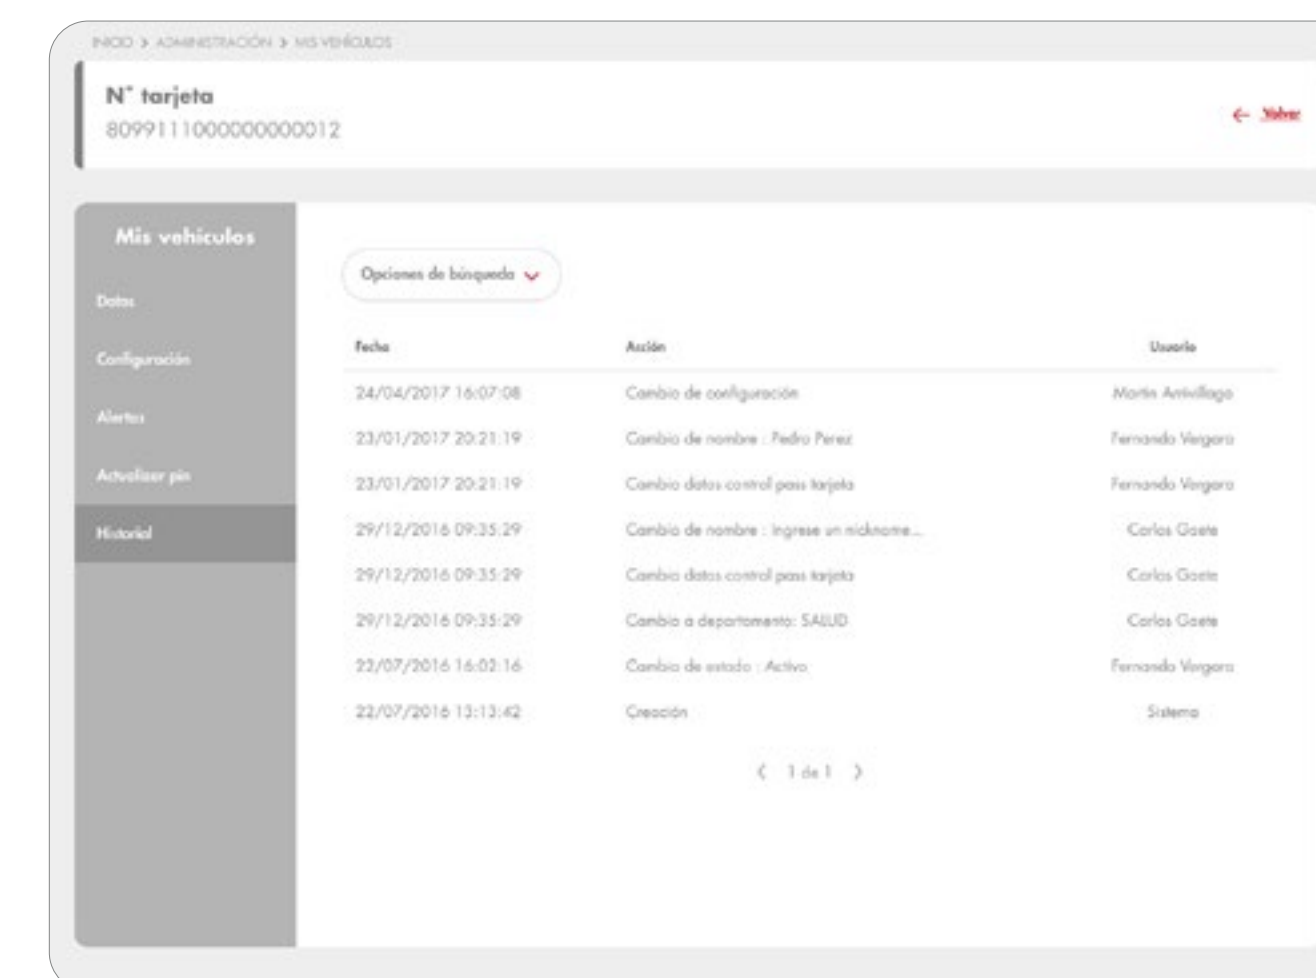 INICIO > ADMINISTRACIÓN > MIS VEHÍCULOS
N° tarjeta
8099111000000000012
← Volver
Mis vehículos
Datos
Configuración
Alertas
Actualizar pin
Historial
Opciones de búsqueda
Fecha Acción Usuario
24/04/2017 16:07:08 Cambio de configuración Martin Arrivillaga
23/01/2017 20:21:19 Cambio de nombre : Pedro Perez Fernando Vergara
23/01/2017 20:21:19 Cambio datos control pass tarjeta Fernando Vergara
29/12/2016 09:35:29 Cambio de nombre : Ingrese un nickname... Carlos Gaete
29/12/2016 09:35:29 Cambio datos control pass tarjeta Carlos Gaete
29/12/2016 09:35:29 Cambio a departamento: SALUD Carlos Gaete
22/07/2016 16:02:16 Cambio de estado : Activo Fernando Vergara
22/07/2016 13:13:42 Creación Sistema
< 1 de 1 >